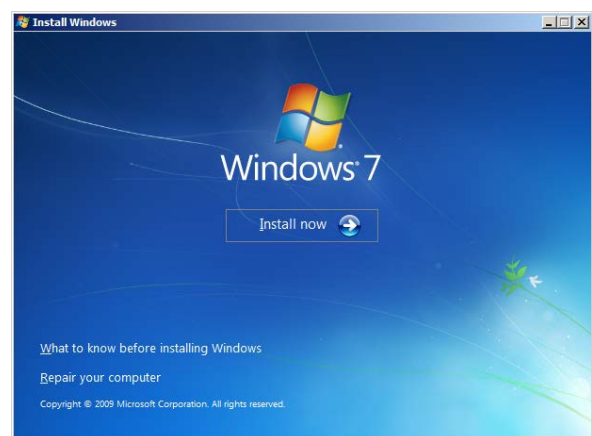 Install Windows
Windows 7
Install now
What to know before installing Windows
Repair your computer
Copyright © 2009 Microsoft Corporation. All rights reserved.